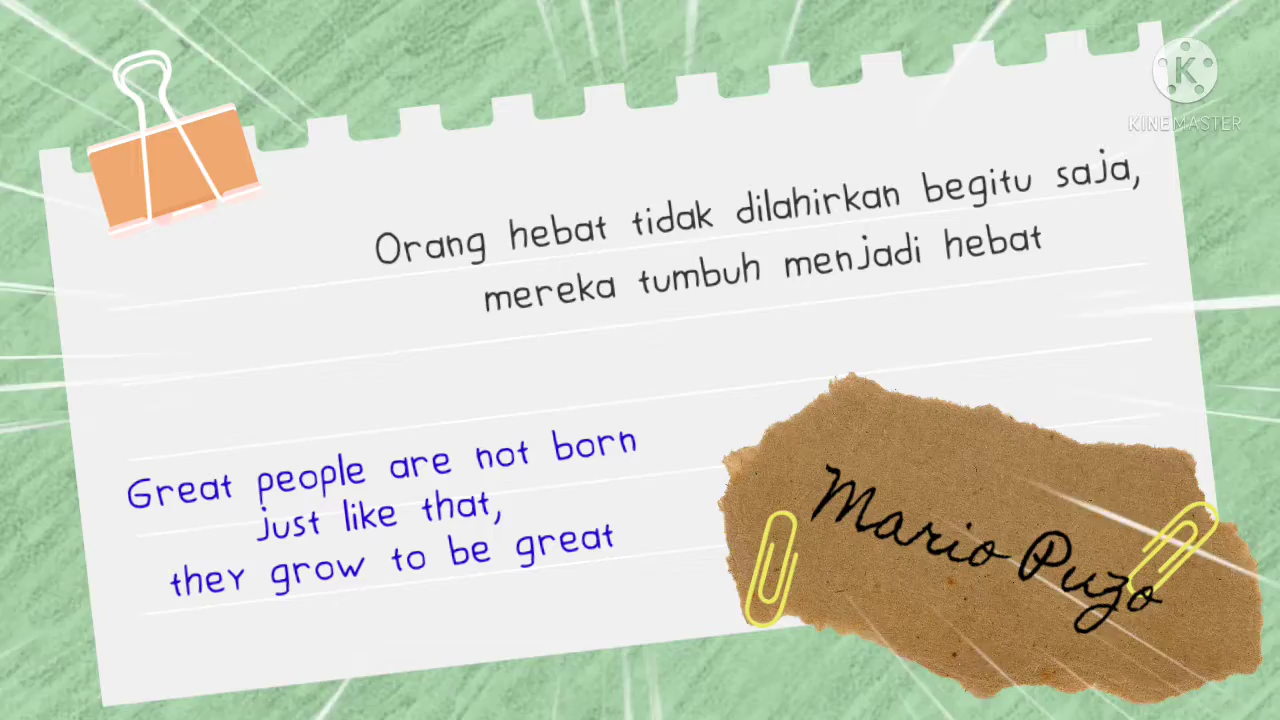 KINEMASTER
Orang hebat tidak dilahirkan begitu saja,
mereka tumbuh menjadi hebat
Great people are not born
just like that,
they grow to be great
Mario Puzo